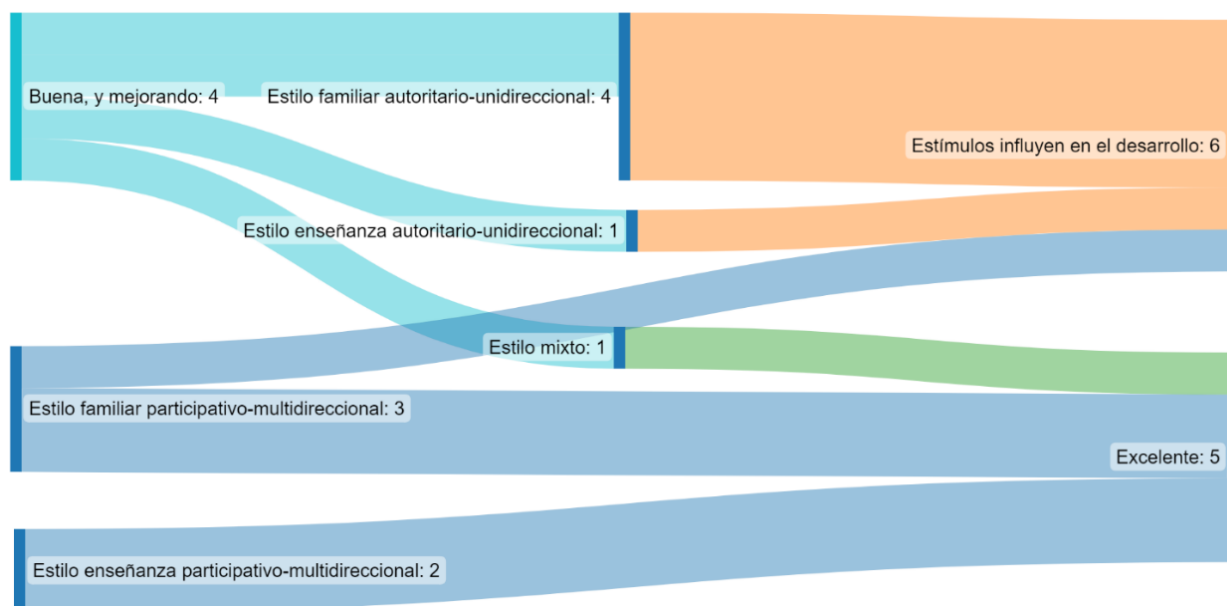 Buena, y mejorando: 4
Estilo familiar autoritario-unidireccional: 4
Estímulos influyen en el desarrollo: 6
Estilo enseñanza autoritario-unidireccional: 1
Estilo mixto: 1
Estilo familiar participativo-multidireccional: 3
Excelente: 5
Estilo enseñanza participativo-multidireccional: 2